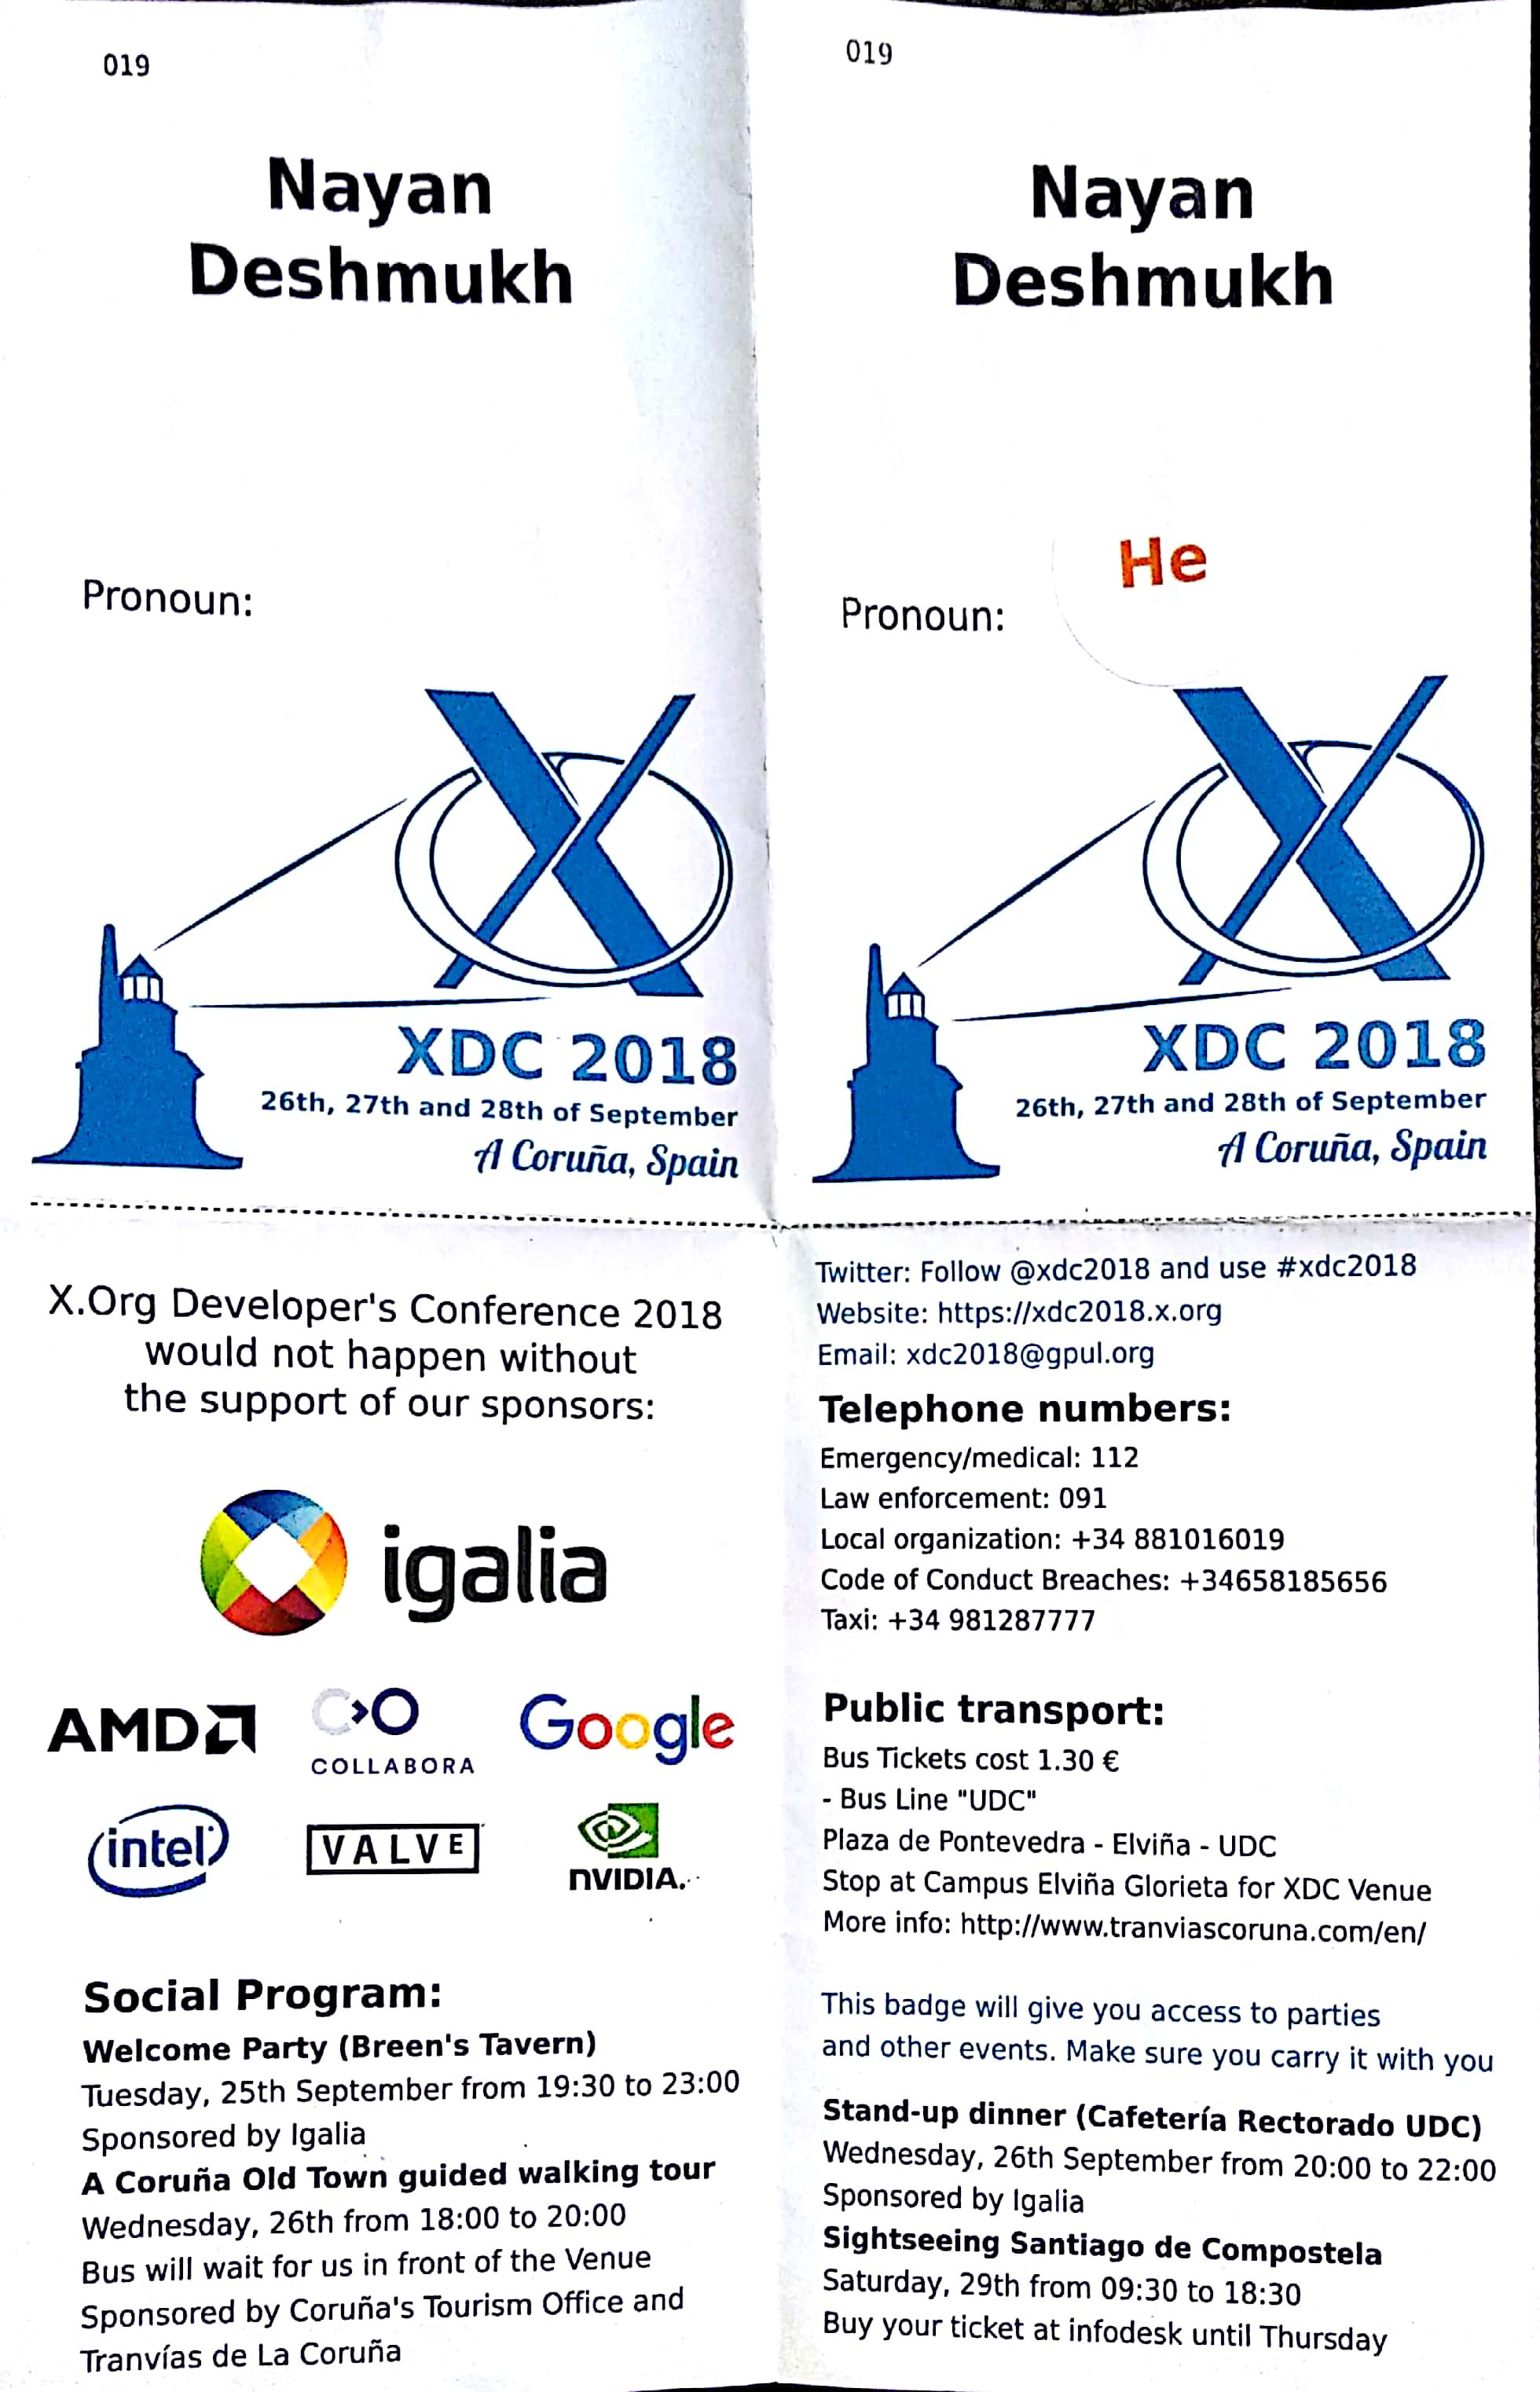 019
Nayan
Deshmukh
Pronoun:
XDC 2018
26th, 27th and 28th of September
A Coruña, Spain
019
Nayan
Deshmukh
He
Pronoun:
XDC 2018
26th, 27th and 28th of September
A Coruña, Spain
X.Org Developer's Conference 2018
would not happen without
the support of our sponsors:
igalia
AMD
COLLABORA
Google
intel
VALVE
NVIDIA.
Social Program:
Welcome Party (Breen's Tavern)
Tuesday, 25th September from 19:30 to 23:00
Sponsored by Igalia
A Coruña Old Town guided walking tour
Wednesday, 26th from 18:00 to 20:00
Bus will wait for us in front of the Venue
Sponsored by Coruña's Tourism Office and
Tranvías de La Coruña
Twitter: Follow @xdc2018 and use #xdc2018
Website: https://xdc2018.x.org
Email: xdc2018@gpul.org
Telephone numbers:
Emergency/medical: 112
Law enforcement: 091
Local organization: +34 881016019
Code of Conduct Breaches: +34658185656
Taxi: +34 981287777
Public transport:
Bus Tickets cost 1.30 €
- Bus Line "UDC"
Plaza de Pontevedra - Elviña - UDC
Stop at Campus Elviña Glorieta for XDC Venue
More info: http://www.tranviascoruna.com/en/
This badge will give you access to parties
and other events. Make sure you carry it with you
Stand-up dinner (Cafetería Rectorado UDC)
Wednesday, 26th September from 20:00 to 22:00
Sponsored by Igalia
Sightseeing Santiago de Compostela
Saturday, 29th from 09:30 to 18:30
Buy your ticket at infodesk until Thursday